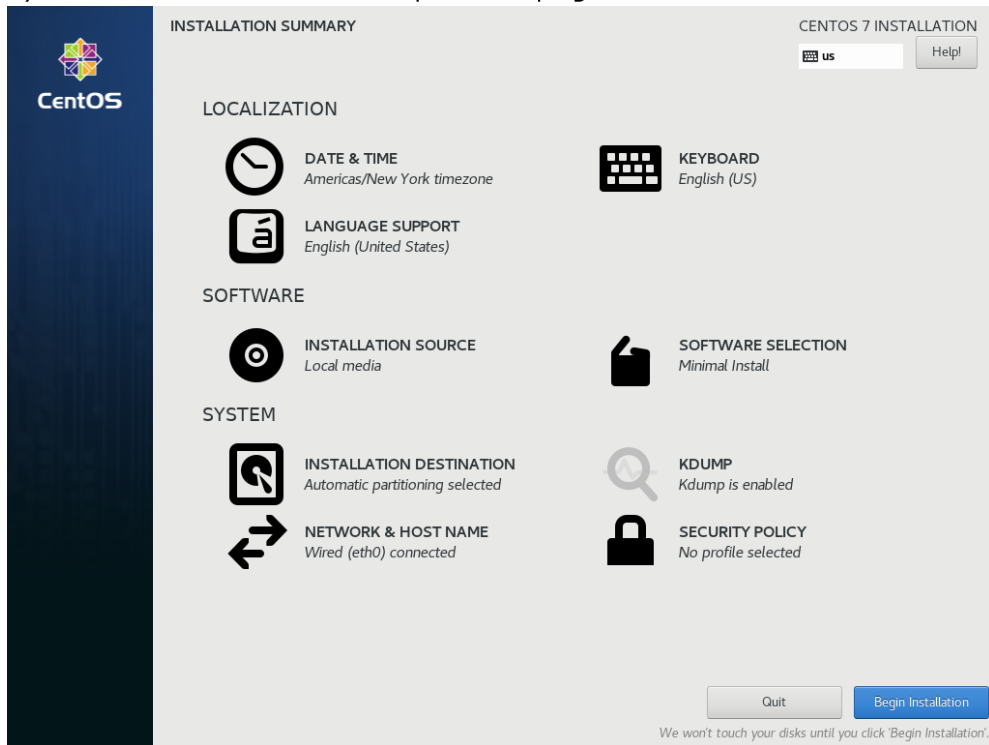 INSTALLATION SUMMARY
CENTOS 7 INSTALLATION
us
Help!
CentOS
LOCALIZATION
DATE & TIME
Americas/New York timezone
KEYBOARD
English (US)
LANGUAGE SUPPORT
English (United States)
SOFTWARE
INSTALLATION SOURCE
Local media
SOFTWARE SELECTION
Minimal Install
SYSTEM
INSTALLATION DESTINATION
Automatic partitioning selected
KDUMP
Kdump is enabled
NETWORK & HOST NAME
Wired (eth0) connected
SECURITY POLICY
No profile selected
Quit
Begin Installation
We won't touch your disks until you click 'Begin Installation'.